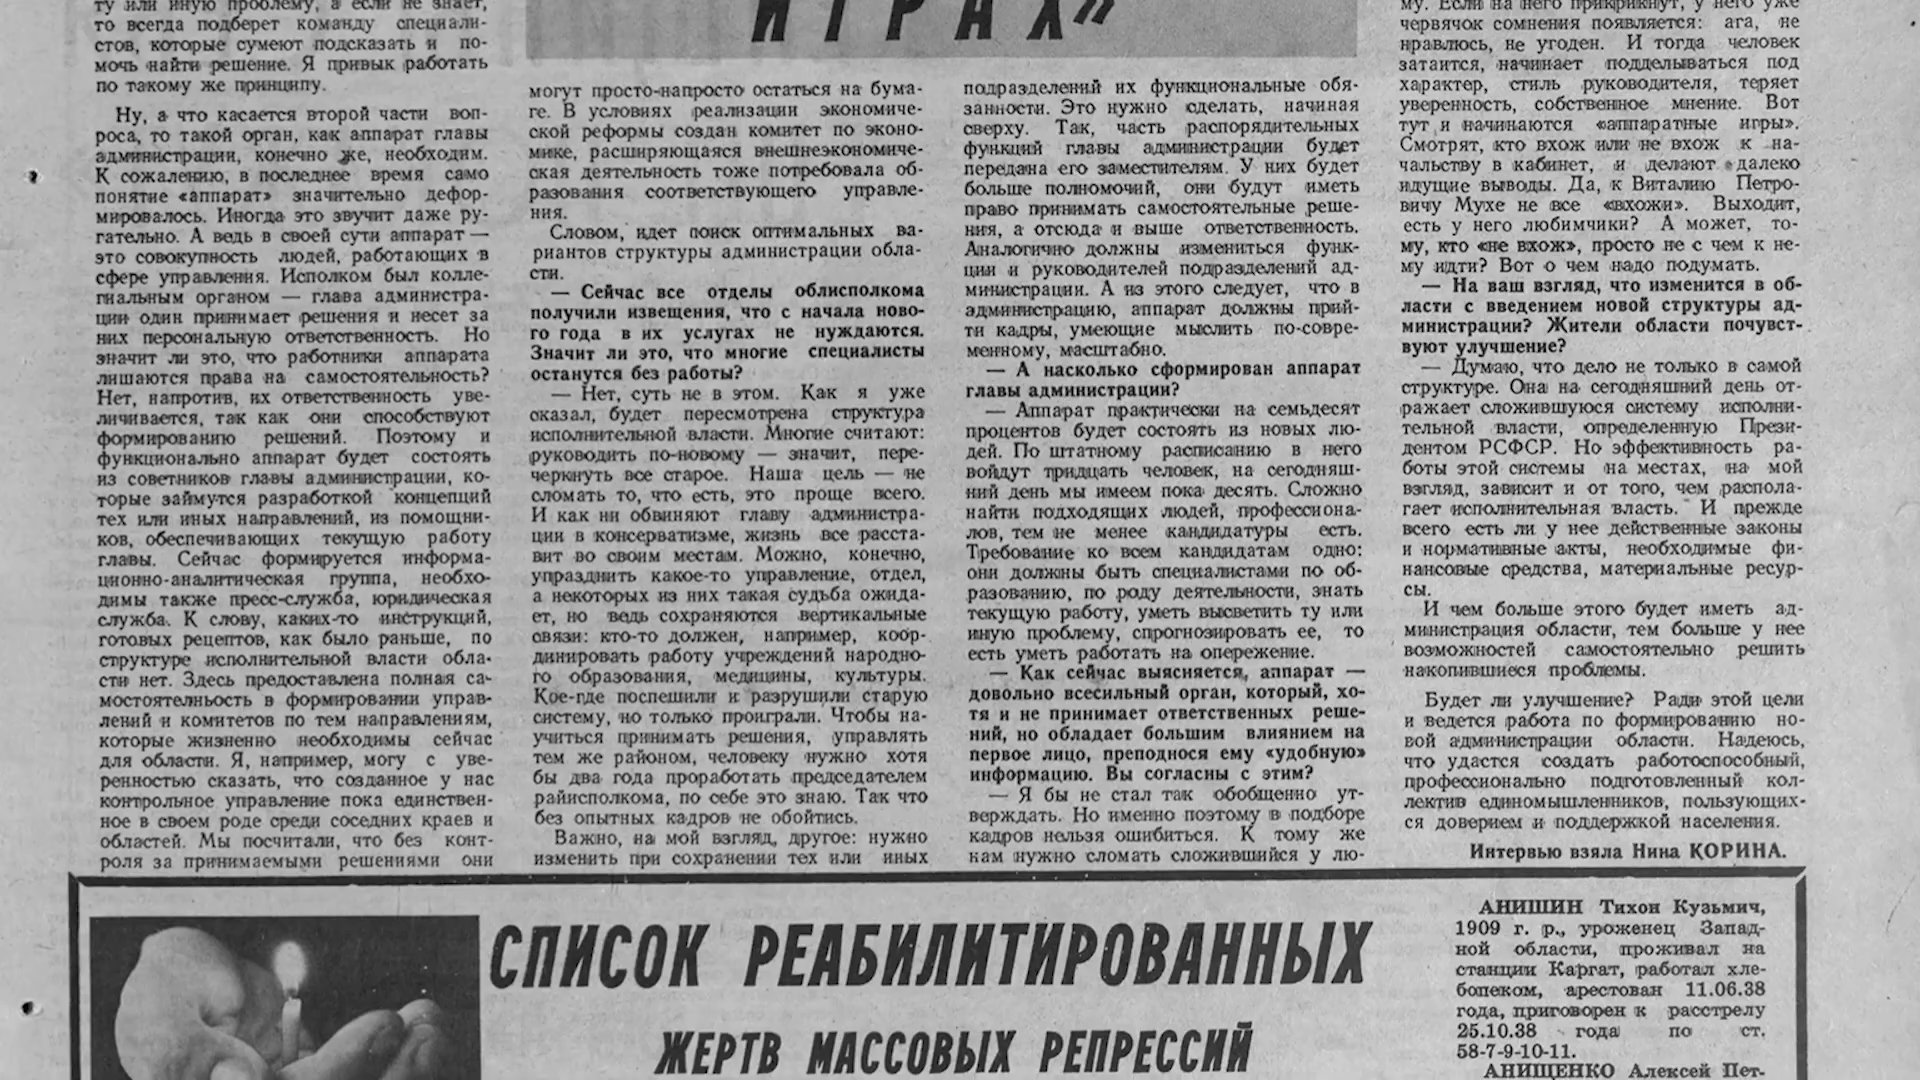 ту или иную проблему, а если не знает,
то всегда подберет команду специали-
стов, которые сумеют подсказать и по-
мочь найти решение. Я привык работать
по такому же принципу.
Ну, а что касается второй части воп-
роса, то такой орган, как аппарат главы
администрации, конечно же, необходим.
К сожалению, в последнее время само
понятие «аппарат» значительно дефор-
мировалось. Иногда это звучит даже ру-
гательно. А ведь в своей сути аппарат —
это совокупность людей, работающих в
сфере управления. Исполком был колле-
гиальным органом — глава администра-
ции один принимает решения и несет за
них персональную ответственность. Но
значит ли это, что работники аппарата
лишаются права на самостоятельность?
Нет, напротив, их ответственность уве-
личивается, так как они способствуют
формированию решений. Поэтому и
функционально аппарат будет состоять
из советников главы администрации, ко-
торые займутся разработкой концепций
тех или иных направлений, из помощни-
ков, обеспечивающих текущую работу
главы. Сейчас формируется информа-
ционно-аналитическая группа, необхо-
димы также пресс-служба, юридическая
служба. К слову, каких-то инструкций,
готовых рецептов, как было раньше, по
структуре исполнительной власти обла-
сти нет. Здесь предоставлена полная са-
мостоятелньость в формировании управ-
лений и комитетов по тем направлениям,
которые жизненно необходимы сейчас
для области. Я, например, могу с уве-
ренностью сказать, что созданное у нас
контрольное управление пока единствен-
ное в своем роде среди соседних краев и
областей. Мы посчитали, что без конт-
роля за принимаемыми решениями они
ИГРАХ»
могут просто-напросто остаться на бума-
ге. В условиях реализации экономиче-
ской реформы создан комитет по эконо-
мике, расширяющаяся внешнеэкономиче-
ская деятельность тоже потребовала об-
разования соответствующего управле-
ния.
Словом, идет поиск оптимальных ва-
риантов структуры администрации обла-
сти.
— Сейчас все отделы облисполкома
получили извещения, что с начала ново-
го года в их услугах не нуждаются.
Значит ли это, что многие специалисты
останутся без работы?
— Нет, суть не в этом. Как я уже
сказал, будет пересмотрена структура
исполнительной власти. Многие считают:
руководить по-новому — значит, пере-
черкнуть все старое. Наша цель — не
сломать то, что есть, это проще всего.
И как ни обвиняют главу администра-
ции в консерватизме, жизнь все расста-
вит по своим местам. Можно, конечно,
упразднить какое-то управление, отдел,
а некоторых из них такая судьба ожида-
ет, но ведь сохраняются вертикальные
связи: кто-то должен, например, коор-
динировать работу учреждений народно-
го образования, медицины, культуры.
Кое-где поспешили и разрушили старую
систему, но только проиграли. Чтобы на-
учиться принимать решения, управлять
тем же районом, человеку нужно хотя
бы два года проработать председателем
райисполкома, по себе это знаю. Так что
без опытных кадров не обойтись.
Важно, на мой взгляд, другое: нужно
изменить при сохранении тех или иных
подразделений их функциональные обя-
занности. Это нужно сделать, начиная
сверху. Так, часть распорядительных
функций главы администрации будет
передана его заместителям. У них будет
больше полномочий, они будут иметь
право принимать самостоятельные реше-
ния, а отсюда и выше ответственность.
Аналогично должны измениться функ-
ции и руководителей подразделений ад-
министрации. А из этого следует, что в
администрацию, аппарат должны прий-
ти кадры, умеющие мыслить по-совре-
менному, масштабно.
— А насколько сформирован аппарат
главы администрации?
— Аппарат практически на семьдесят
процентов будет состоять из новых лю-
дей. По штатному расписанию в него
войдут тридцать человек, на сегодняш-
ний день мы имеем пока десять. Сложно
найти подходящих людей, профессиона-
лов, тем не менее кандидатуры есть.
Требование ко всем кандидатам одно:
они должны быть специалистами по об-
разованию, по роду деятельности, знать
текущую работу, уметь высветить ту или
иную проблему, спрогнозировать ее, то
есть уметь работать на опережение.
— Как сейчас выясняется, аппарат —
довольно всесильный орган, который, хо-
тя и не принимает ответственных реше-
ний, но обладает большим влиянием на
первое лицо, преподнося ему «удобную»
информацию. Вы согласны с этим?
— Я бы не стал так обобщенно ут-
верждать. Но именно поэтому в подборе
кадров нельзя ошибиться. К тому же
нам нужно сломать сложившийся у лю-
му. Если на него прикрикнут, у него уже
червячок сомнения появляется: ага, не
нравлюсь, не угоден. И тогда человек
затаится, начинает подделываться под
характер, стиль руководителя, теряет
уверенность, собственное мнение. Вот
тут и начинаются «аппаратные игры».
Смотрят, кто вхож или не вхож к на-
чальству в кабинет, и делают далеко
идущие выводы. Да, к Виталию Петро-
вичу Мухе не все «вхожи». Выходит,
есть у него любимчики? А может, то-
му, кто «не вхож», просто не с чем к не-
му идти? Вот о чем надо подумать.
— На ваш взгляд, что изменится в об-
ласти с введением новой структуры ад-
министрации? Жители области почувст-
вуют улучшение?
— Думаю, что дело не только в самой
структуре. Она на сегодняшний день от-
ражает сложившуюся систему исполни-
тельной власти, определенную Прези-
дентом РСФСР. Но эффективность ра-
боты этой системы на местах, на мой
взгляд, зависит и от того, чем распола-
гает исполнительная власть. И прежде
всего есть ли у нее действенные законы
и нормативные акты, необходимые фи-
нансовые средства, материальные ресур-
сы.
И чем больше этого будет иметь ад-
министрация области, тем больше у нее
возможностей самостоятельно решить
накопившиеся проблемы.
Будет ли улучшение? Ради этой цели
и ведется работа по формированию но-
вой администрации области. Надеюсь,
что удастся создать работоспособный,
профессионально подготовленный кол-
лектив единомышленников, пользующих-
ся доверием и поддержкой населения.
Интервью взяла Нина КОРИНА.
СПИСОК РЕАБИЛИТИРОВАННЫХ
ЖЕРТВ МАССОВЫХ РЕПРЕССИЙ
АНИШИН Тихон Кузьмич,
1909 г. р., уроженец Запад-
ной области, проживал на
станции Каргат, работал хле-
бопеком, арестован 11.06.38
года, приговорен к расстрелу
25.10.38 года по ст.
58-7-9-10-11.
АНИЩЕНКО Алексей Пет-